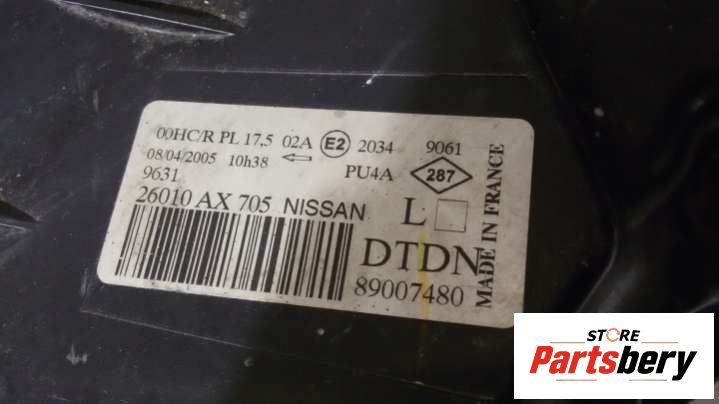 00HC/R PL 17,5 02A E2 2034 9061
08/04/2005 10h38 PU4A 287
9631
26010 AX 705 NISSAN L
DTDN
89007480
MADE IN FRANCE
STORE
Partsbery